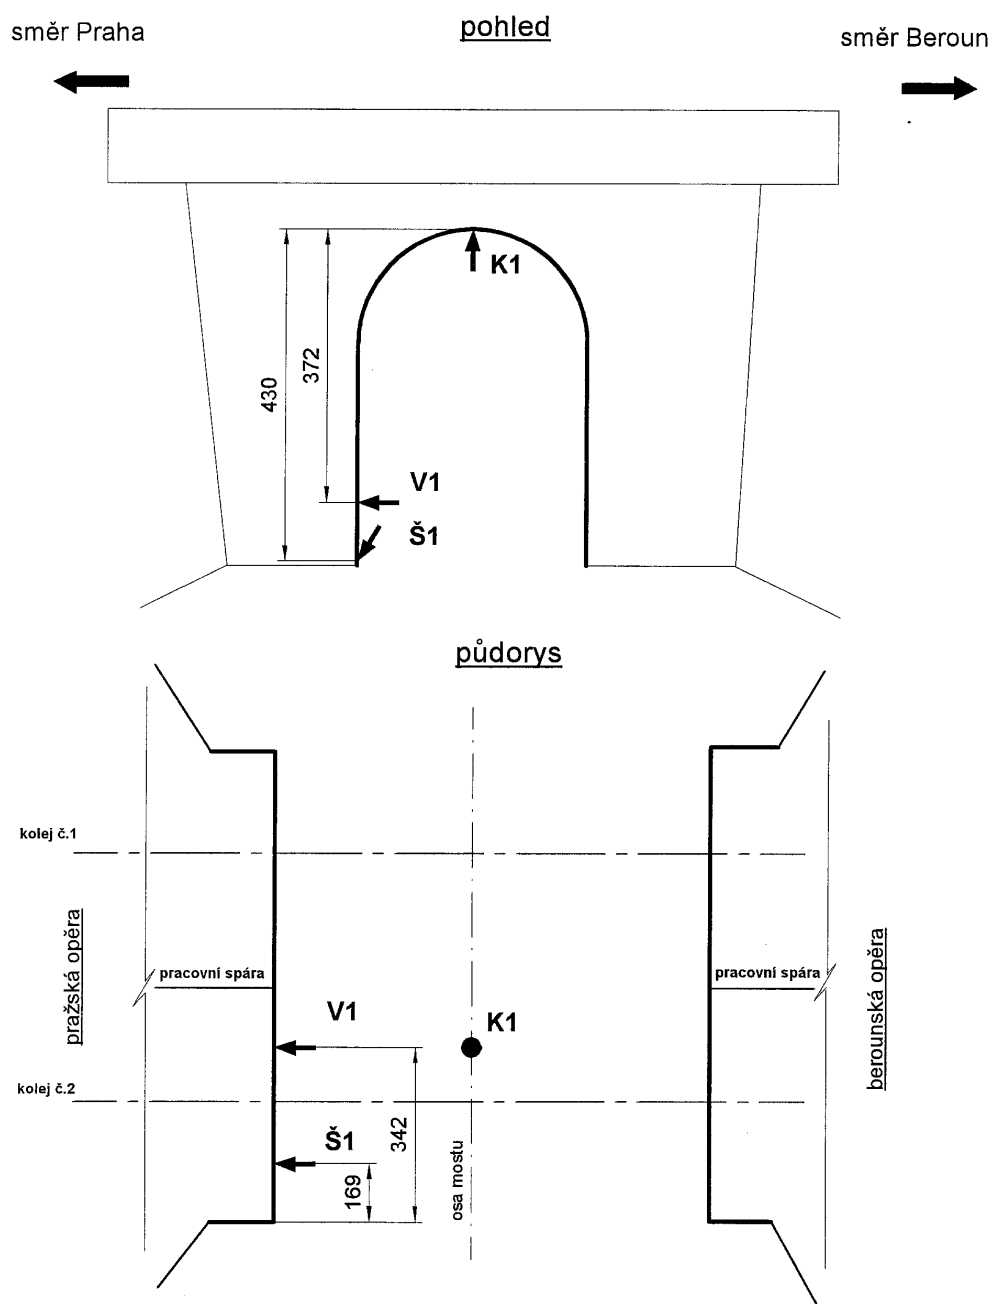 směr Praha
pohled
směr Beroun
K1
372
430
V1
Š1
půdorys
kolej č.1
pražská opěra
pracovní spára
pracovní spára
berounská opěra
V1
K1
kolej č.2
342
Š1
169
osa mostu